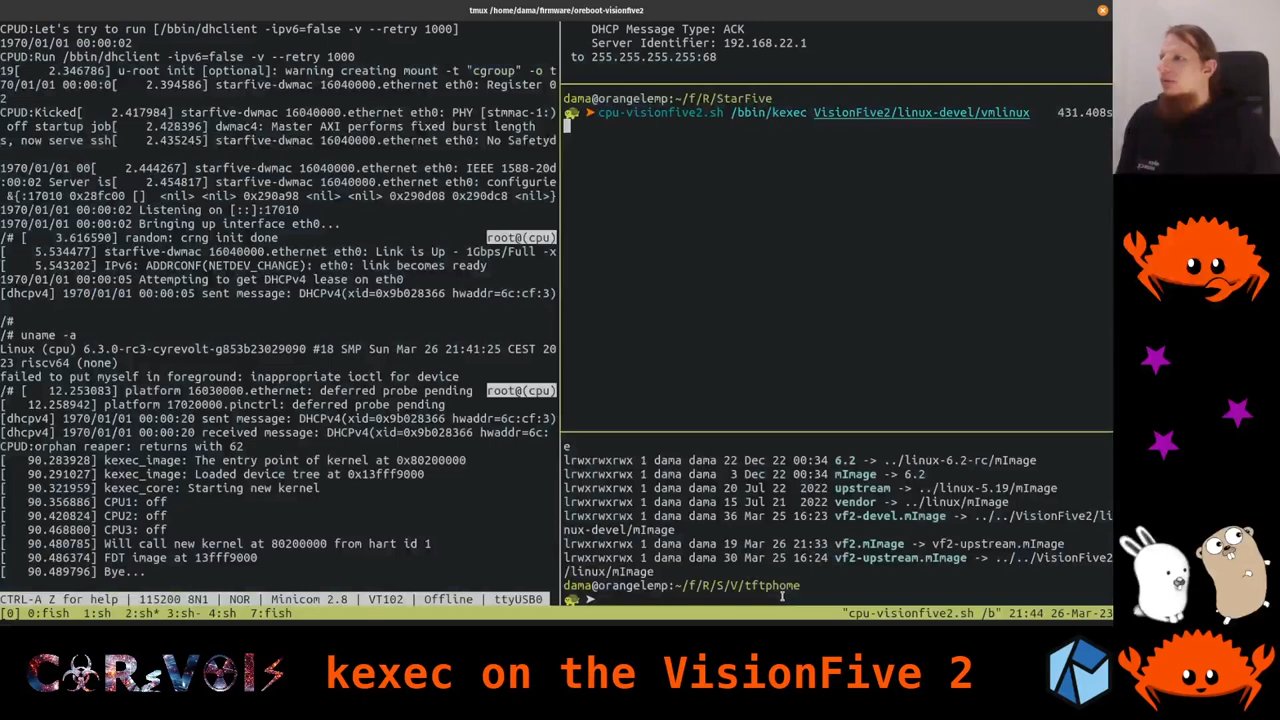 tmux /home/dama/firmware/oreboot-visionfive2
CPUD:Let's try to run [/bbin/dhclient -ipv6=false -v --retry 1000]
1970/01/01 00:00:02
CPUD:Run /bbin/dhclient -ipv6=false -v --retry 1000
19[    2.346786] u-root init [optional]: warning creating mount -t "cgroup" -o t
70/01/01 00:00:0[    2.394586] starfive-dwmac 16040000.ethernet eth0: Register 0
2
CPUD:Kicked[    2.417984] starfive-dwmac 16040000.ethernet eth0: PHY [stmmac-1:}
 off startup job[    2.428396] dwmac4: Master AXI performs fixed burst length
s, now serve ssh[    2.435245] starfive-dwmac 16040000.ethernet eth0: No Safetyd
1970/01/01 00[    2.444267] starfive-dwmac 16040000.ethernet eth0: IEEE 1588-20d
:00:02 Server is[    2.454817] starfive-dwmac 16040000.ethernet eth0: configurie
 &{:17010 0x28fc00 []  <nil> 0x290a98 <nil> <nil> 0x290d08 0x290dc8 <nil>}
1970/01/01 00:00:02 Listening on [::]:17010
1970/01/01 00:00:02 Bringing up interface eth0...
/# [    3.616590] random: crng init done root@(cpu)
[    5.534477] starfive-dwmac 16040000.ethernet eth0: Link is Up - 1Gbps/Full -x
[    5.543202] IPv6: ADDRCONF(NETDEV_CHANGE): eth0: link becomes ready
1970/01/01 00:00:05 Attempting to get DHCPv4 lease on eth0
[dhcpv4] 1970/01/01 00:00:05 sent message: DHCPv4(xid=0x9b028366 hwaddr=6c:cf:3)
/#
/# uname -a
Linux (cpu) 6.3.0-rc3-cyrevolt-g853b23029090 #18 SMP Sun Mar 26 21:41:25 CEST 20
23 riscv64 (none)
failed to put myself in foreground: inappropriate ioctl for device
/# [   12.253083] platform 16030000.ethernet: deferred probe pending root@(cpu)
[   12.258942] platform 17020000.pinctrl: deferred probe pending
[dhcpv4] 1970/01/01 00:00:20 sent message: DHCPv4(xid=0x9b028366 hwaddr=6c:cf:3)
[dhcpv4] 1970/01/01 00:00:20 received message: DHCPv4(xid=0x9b028366 hwaddr=6c:
CPUD:orphan reaper: returns with 62
[   90.283928] kexec_image: The entry point of kernel at 0x80200000
[   90.291027] kexec_image: Loaded device tree at 0x13fff9000
[   90.321959] kexec_core: Starting new kernel
[   90.356886] CPU1: off
[   90.420824] CPU2: off
[   90.468800] CPU3: off
[   90.480785] Will call new kernel at 80200000 from hart id 1
[   90.486374] FDT image at 13fff9000
[   90.489796] Bye...
CTRL-A Z for help | 115200 8N1 | NOR | Minicom 2.8 | VT102 | Offline | ttyUSB0
DHCP Message Type: ACK
Server Identifier: 192.168.22.1
to 255.255.255.255:68
dama@orangelemp:~/f/R/StarFive
➤ cpu-visionfive2.sh /bbin/kexec VisionFive2/linux-devel/vmlinux 431.408s
e
lrwxrwxrwx 1 dama dama 22 Dec 22 00:34 6.2 -> ../linux-6.2-rc/mImage
lrwxrwxrwx 1 dama dama  3 Dec 22 00:34 mImage -> 6.2
lrwxrwxrwx 1 dama dama 20 Jul 22  2022 upstream -> ../linux-5.19/mImage
lrwxrwxrwx 1 dama dama 15 Jul 21  2022 vendor -> ../linux/mImage
lrwxrwxrwx 1 dama dama 36 Mar 25 16:23 vf2-devel.mImage -> ../../VisionFive2/li
nux-devel/mImage
lrwxrwxrwx 1 dama dama 19 Mar 26 21:33 vf2.mImage -> vf2-upstream.mImage
lrwxrwxrwx 1 dama dama 30 Mar 25 16:24 vf2-upstream.mImage -> ../../VisionFive2
/linux/mImage
dama@orangelemp:~/f/R/S/V/tftphome
➤
[0] 0:fish  1:sh  2:sh* 3:sh- 4:sh  7:fish "cpu-visionfive2.sh /b" 21:44 26-Mar-23
kexec on the VisionFive 2